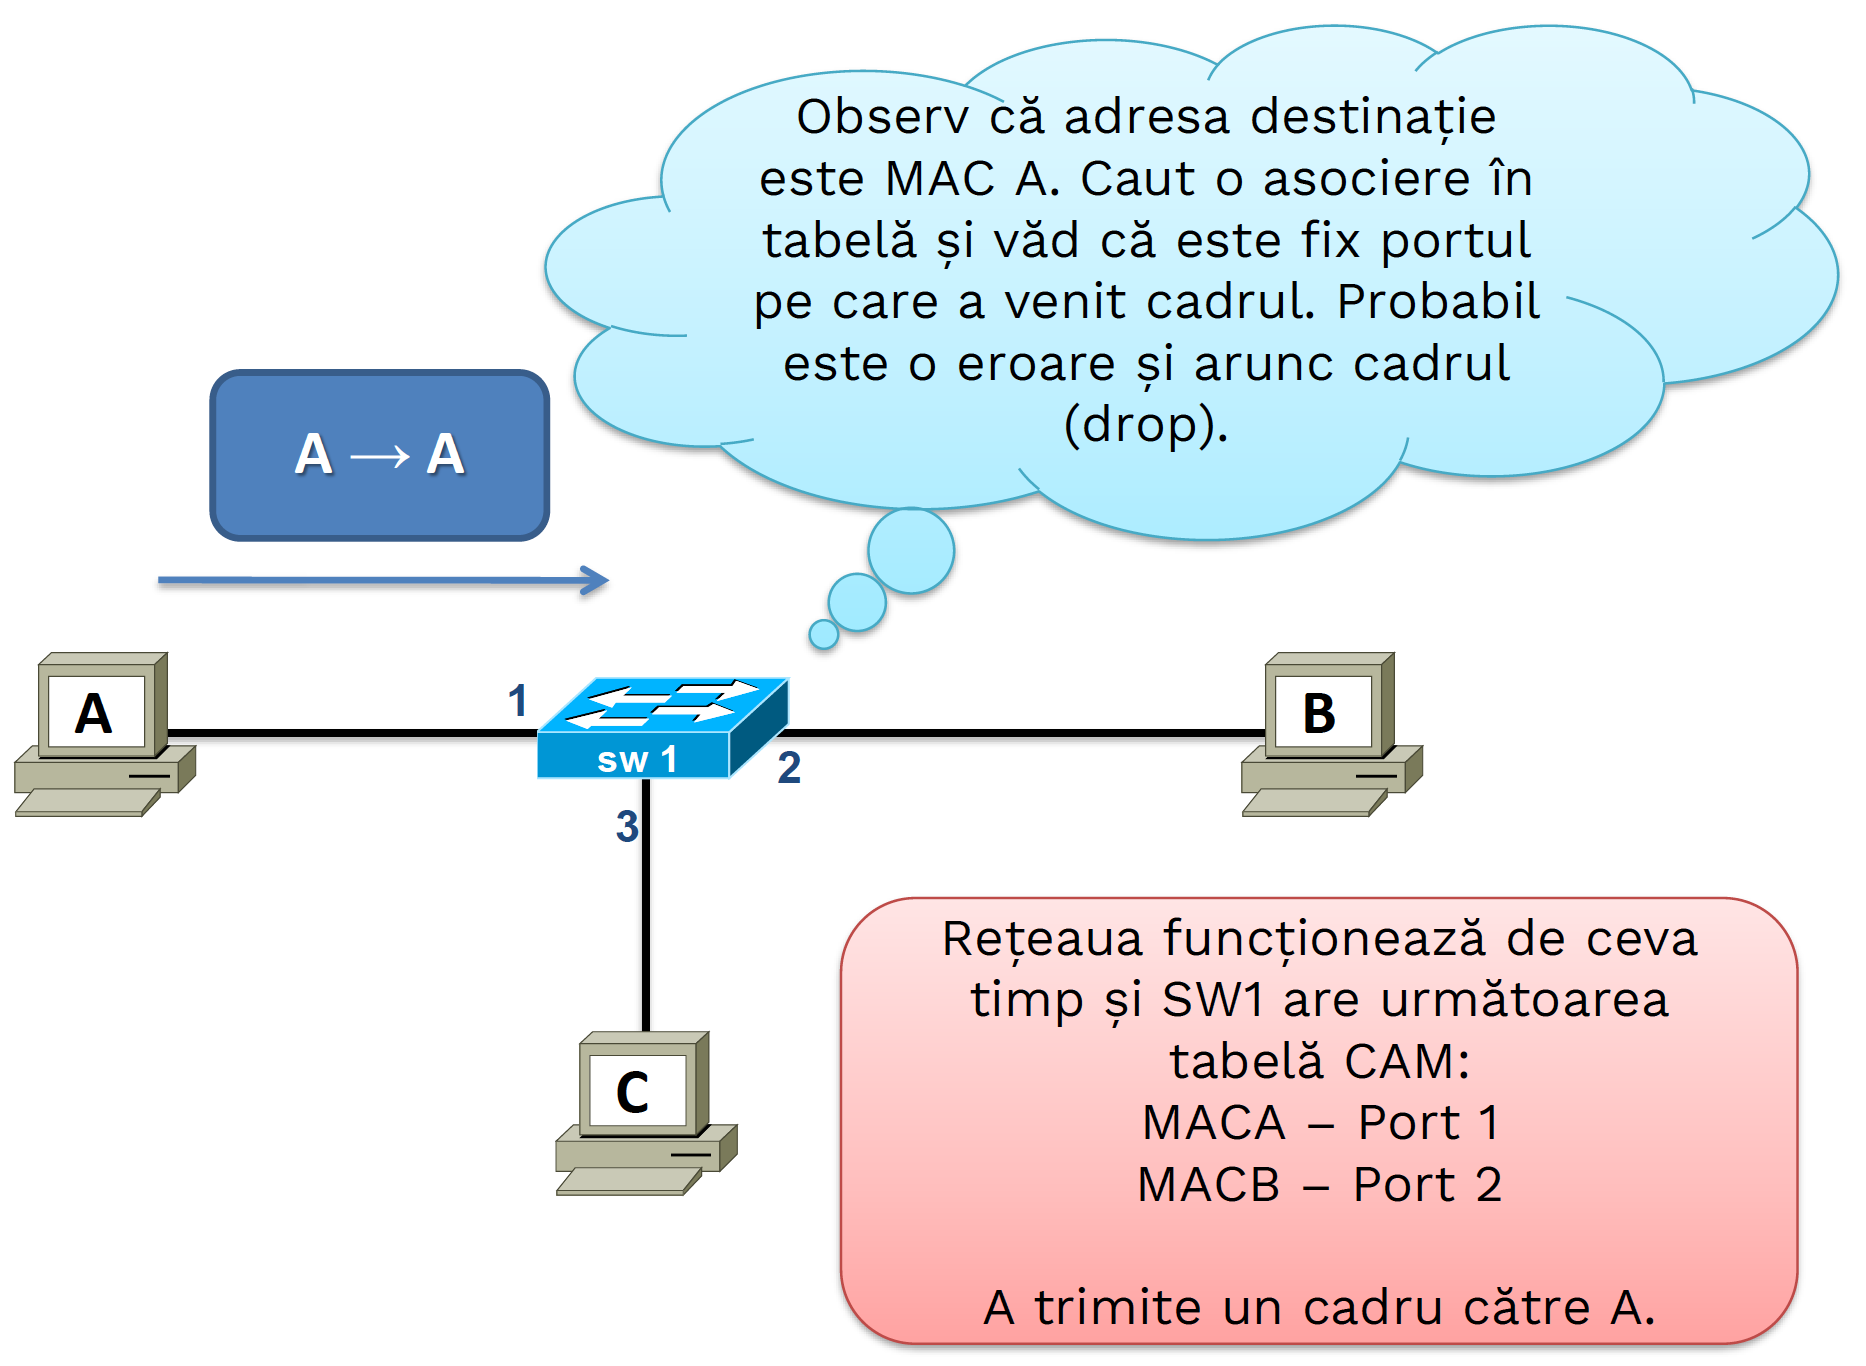 Observ că adresa destinație
este MAC A. Caut o asociere în
tabelă și văd că este fix portul
pe care a venit cadrul. Probabil
este o eroare și arunc cadrul
(drop).
A → A
A
1
sw 1
2
B
3
C
Rețeaua funcționează de ceva
timp și SW1 are următoarea
tabelă CAM:
MACA – Port 1
MACB – Port 2
A trimite un cadru către A.